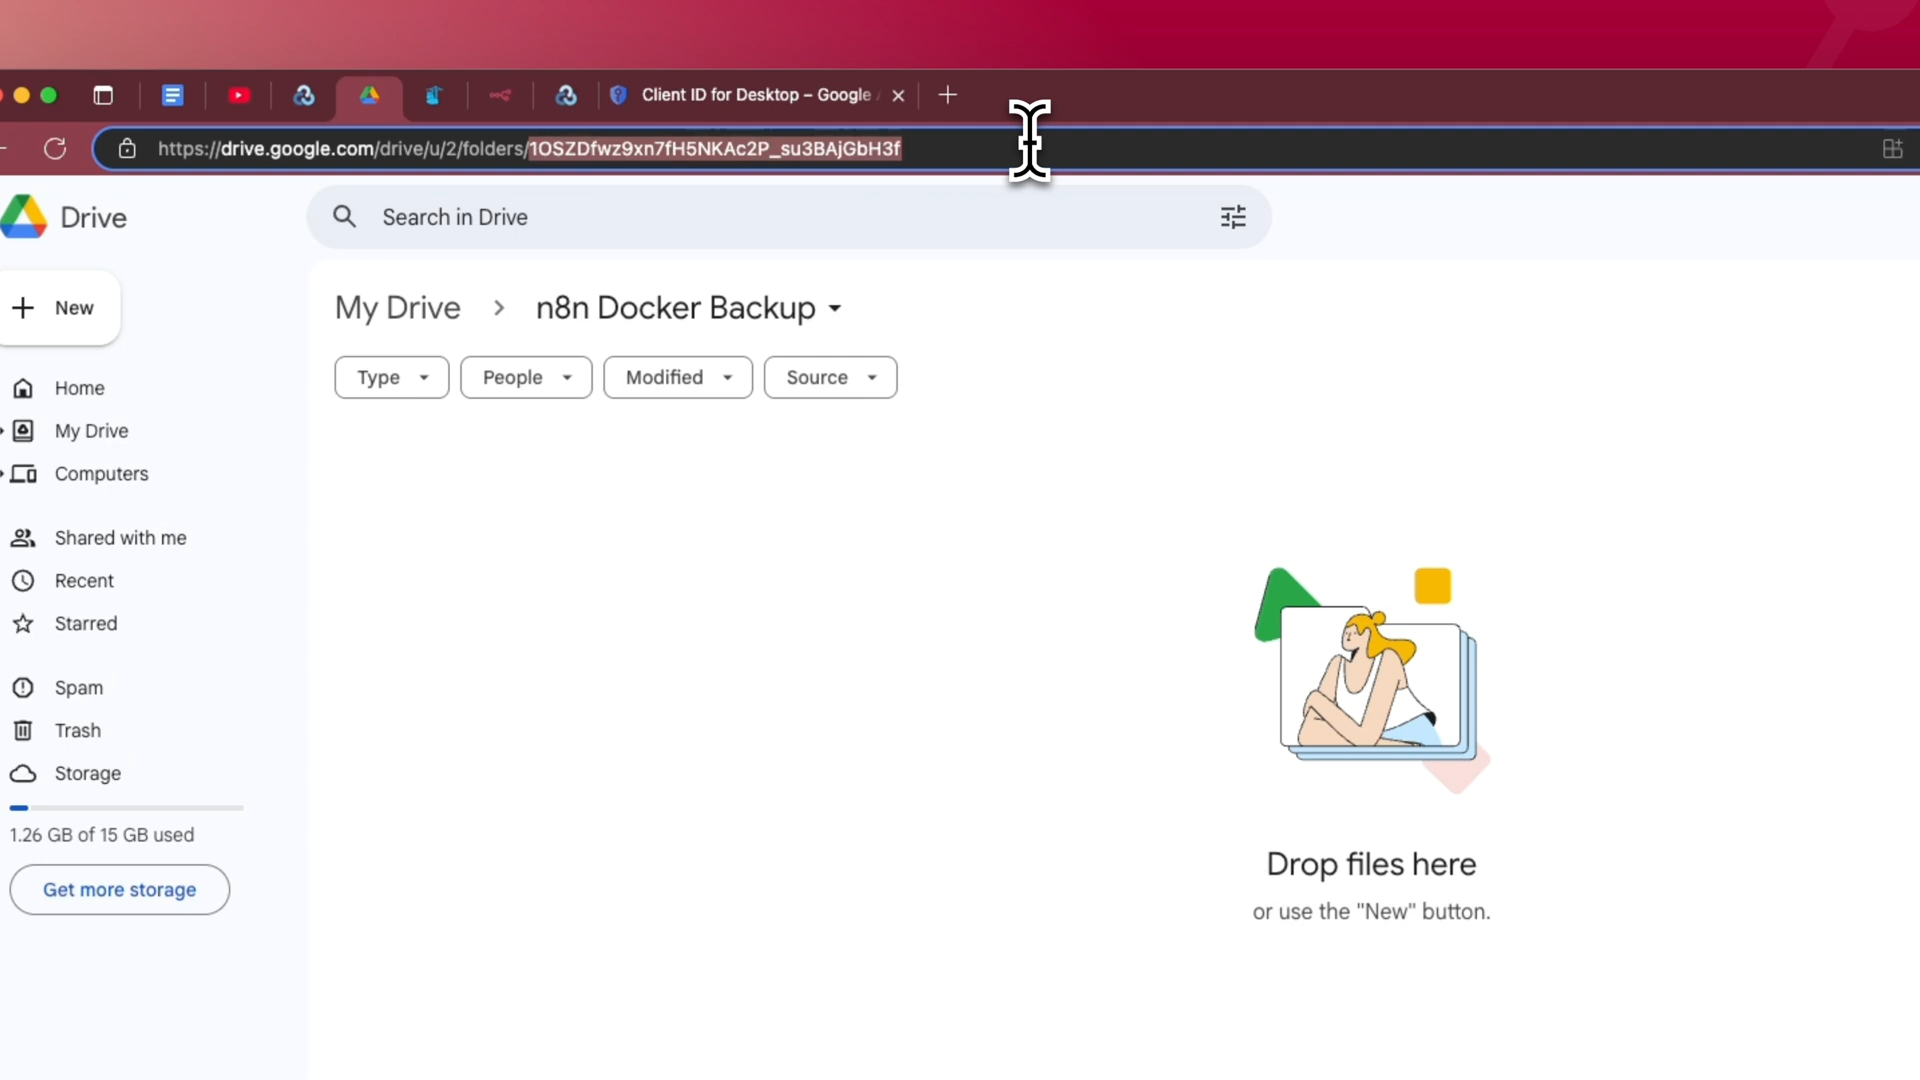 Client ID for Desktop – Google
https://drive.google.com/drive/u/2/folders/1OSZDfwz9xn7fH5NKAc2P_su3BAjGbH3f
Drive
Search in Drive
New
My Drive > n8n Docker Backup
Type
People
Modified
Source
Home
My Drive
Computers
Shared with me
Recent
Starred
Spam
Trash
Storage
1.26 GB of 15 GB used
Get more storage
Drop files here
or use the "New" button.